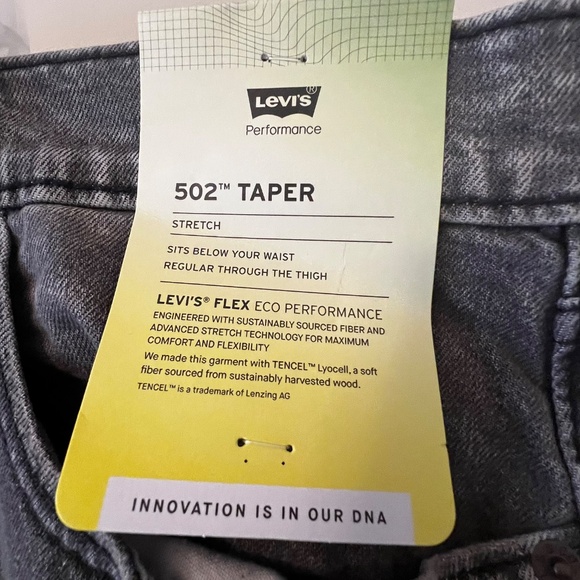 LEVI'S®
Performance
502™ TAPER
STRETCH
SITS BELOW YOUR WAIST
REGULAR THROUGH THE THIGH
LEVI'S® FLEX ECO PERFORMANCE
ENGINEERED WITH SUSTAINABLY SOURCED FIBER AND
ADVANCED STRETCH TECHNOLOGY FOR MAXIMUM
COMFORT AND FLEXIBILITY
We made this garment with TENCEL™ Lyocell, a soft
fiber sourced from sustainably harvested wood.
TENCEL™ is a trademark of Lenzing AG
INNOVATION IS IN OUR DNA